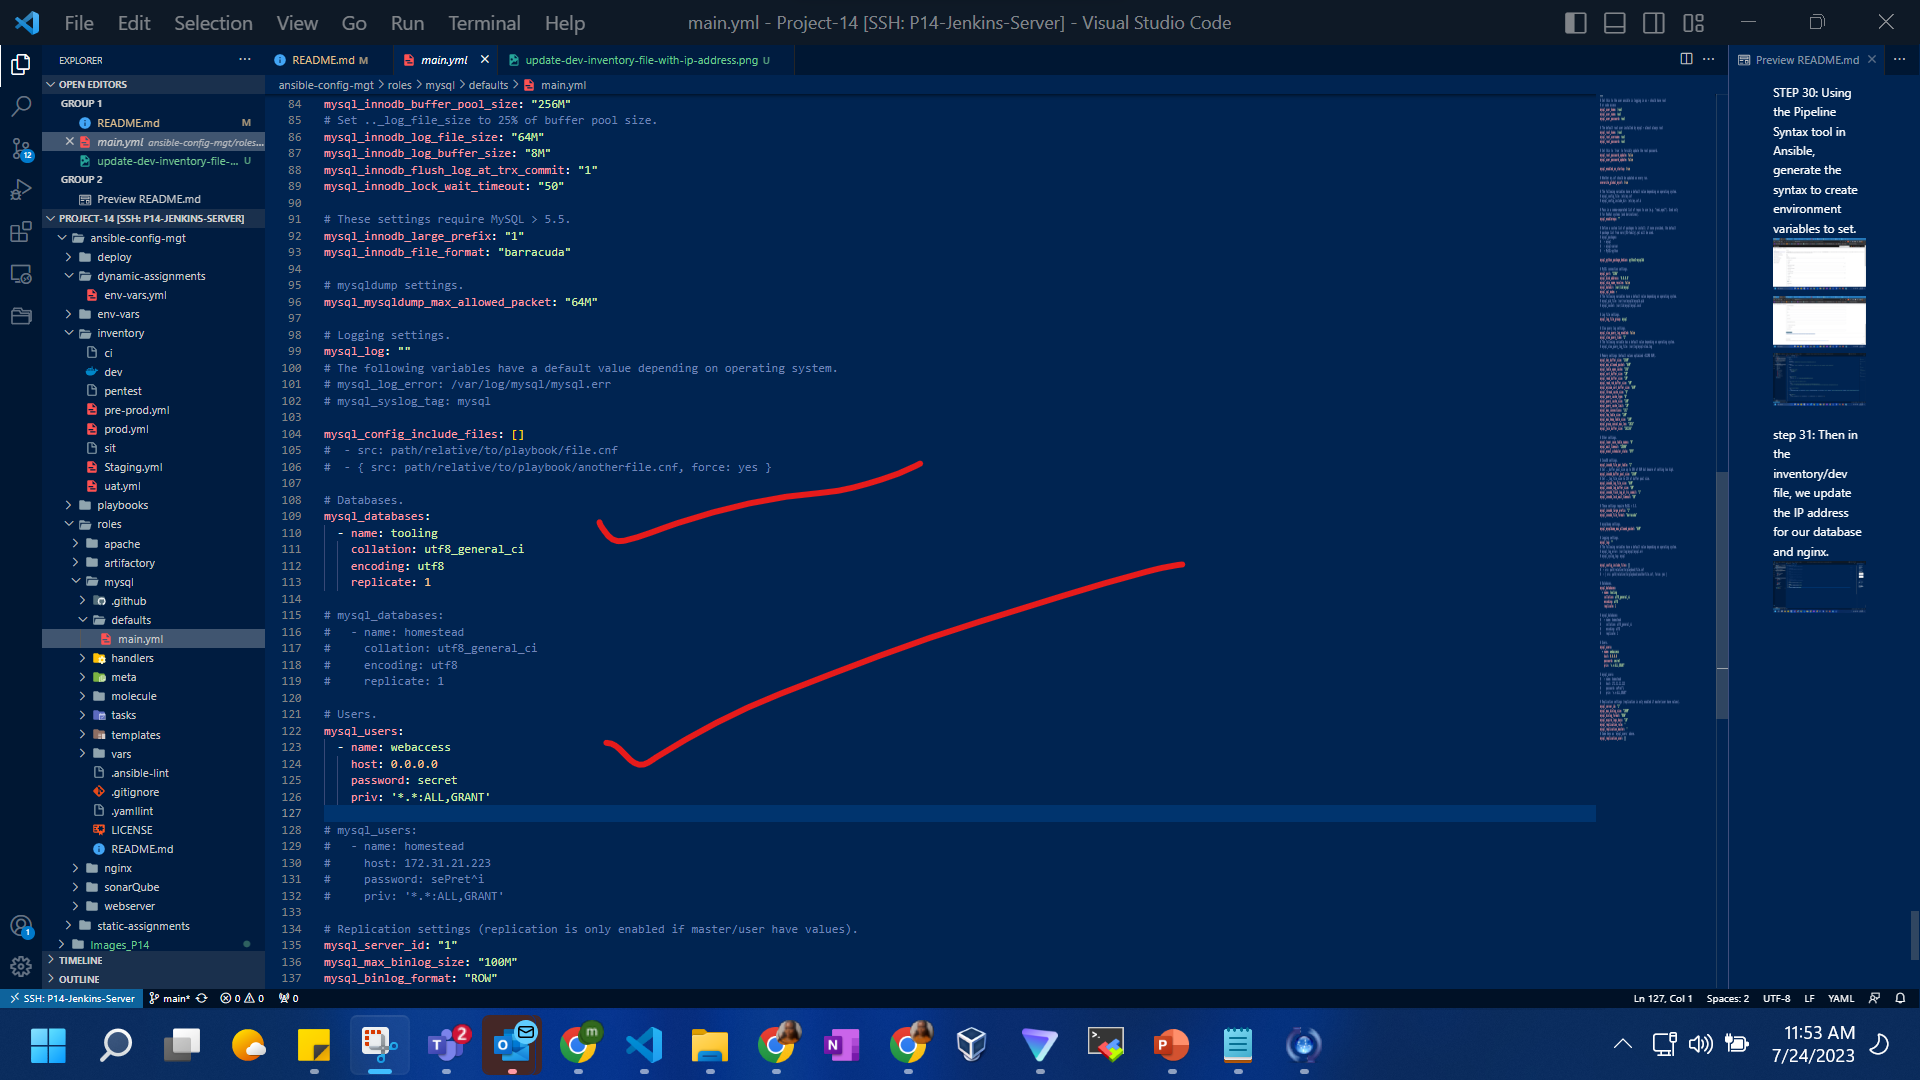 File Edit Selection View Go Run Terminal Help
main.yml - Project-14 [SSH: P14-Jenkins-Server] - Visual Studio Code
EXPLORER
OPEN EDITORS
GROUP 1
README.md M
main.yml ansible-config-mgt/roles...
update-dev-inventory-file-... U
GROUP 2
Preview README.md
PROJECT-14 [SSH: P14-JENKINS-SERVER]
ansible-config-mgt
deploy
dynamic-assignments
env-vars.yml
env-vars
inventory
ci
dev
pentest
pre-prod.yml
prod.yml
sit
Staging.yml
uat.yml
playbooks
roles
apache
artifactory
mysql
.github
defaults
main.yml
handlers
meta
molecule
tasks
templates
vars
.ansible-lint
.gitignore
.yamllint
LICENSE
README.md
nginx
sonarQube
webserver
static-assignments
Images_P14
TIMELINE
OUTLINE
12
1
README.md M
main.yml
update-dev-inventory-file-with-ip-address.png U
ansible-config-mgt > roles > mysql > defaults > main.yml
84 mysql_innodb_buffer_pool_size: "256M"
85 # Set .._log_file_size to 25% of buffer pool size.
86 mysql_innodb_log_file_size: "64M"
87 mysql_innodb_log_buffer_size: "8M"
88 mysql_innodb_flush_log_at_trx_commit: "1"
89 mysql_innodb_lock_wait_timeout: "50"
90
91 # These settings require MySQL > 5.5.
92 mysql_innodb_large_prefix: "1"
93 mysql_innodb_file_format: "barracuda"
94
95 # mysqldump settings.
96 mysql_mysqldump_max_allowed_packet: "64M"
97
98 # Logging settings.
99 mysql_log: ""
100 # The following variables have a default value depending on operating system.
101 # mysql_log_error: /var/log/mysql/mysql.err
102 # mysql_syslog_tag: mysql
103
104 mysql_config_include_files: []
105 #  - src: path/relative/to/playbook/file.cnf
106 #  - { src: path/relative/to/playbook/anotherfile.cnf, force: yes }
107
108 # Databases.
109 mysql_databases:
110   - name: tooling
111     collation: utf8_general_ci
112     encoding: utf8
113     replicate: 1
114
115 # mysql_databases:
116 #   - name: homestead
117 #     collation: utf8_general_ci
118 #     encoding: utf8
119 #     replicate: 1
120
121 # Users.
122 mysql_users:
123   - name: webaccess
124     host: 0.0.0.0
125     password: secret
126     priv: '*.*:ALL,GRANT'
127
128 # mysql_users:
129 #   - name: homestead
130 #     host: 172.31.21.223
131 #     password: sePret^i
132 #     priv: '*.*:ALL,GRANT'
133
134 # Replication settings (replication is only enabled if master/user have values).
135 mysql_server_id: "1"
136 mysql_max_binlog_size: "100M"
137 mysql_binlog_format: "ROW"
Preview README.md
STEP 30: Using
the Pipeline
Syntax tool in
Ansible,
generate the
syntax to create
environment
variables to set.
step 31: Then in
the
inventory/dev
file, we update
the IP address
for our database
and nginx.
SSH: P14-Jenkins-Server main* 0 0 0
Ln 127, Col 1 Spaces: 2 UTF-8 LF YAML
T 2 O m N P
11:53 AM
7/24/2023